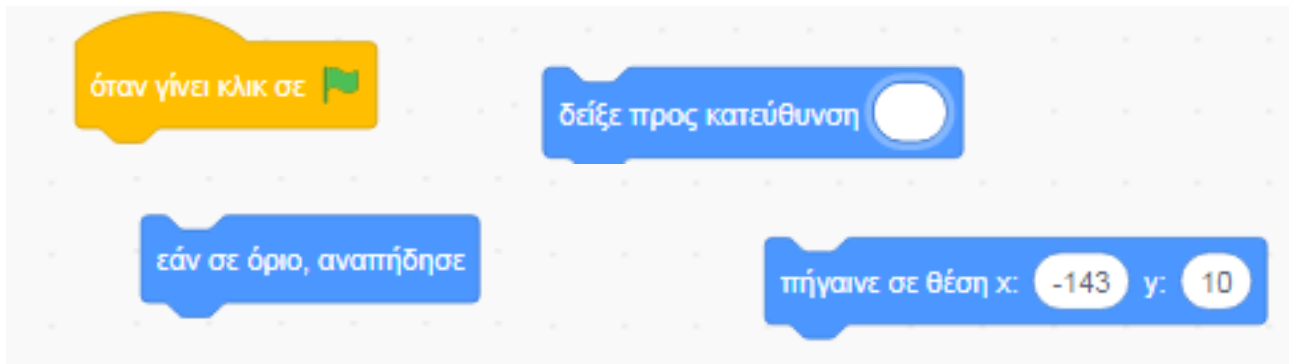 όταν γίνει κλικ σε
δείξε προς κατεύθυνση
εάν σε όριο, αναπήδησε
πήγαινε σε θέση x: -143 y: 10